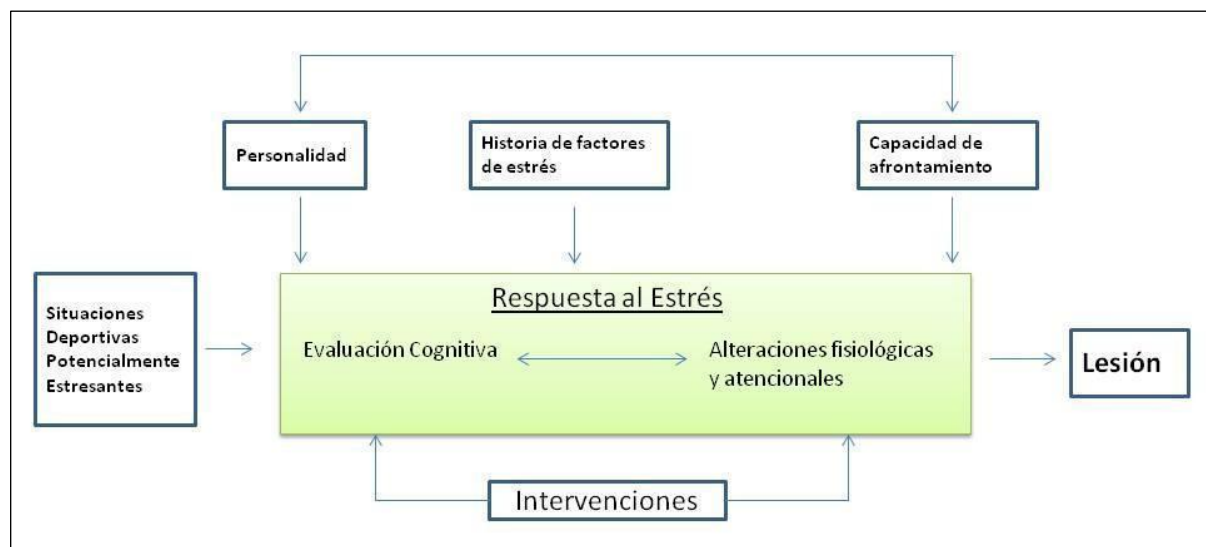 Personalidad
Historia de factores
de estrés
Capacidad de
afrontamiento
Situaciones
Deportivas
Potencialmente
Estresantes
Respuesta al Estrés
Evaluación Cognitiva
Alteraciones fisiológicas
y atencionales
Lesión
Intervenciones